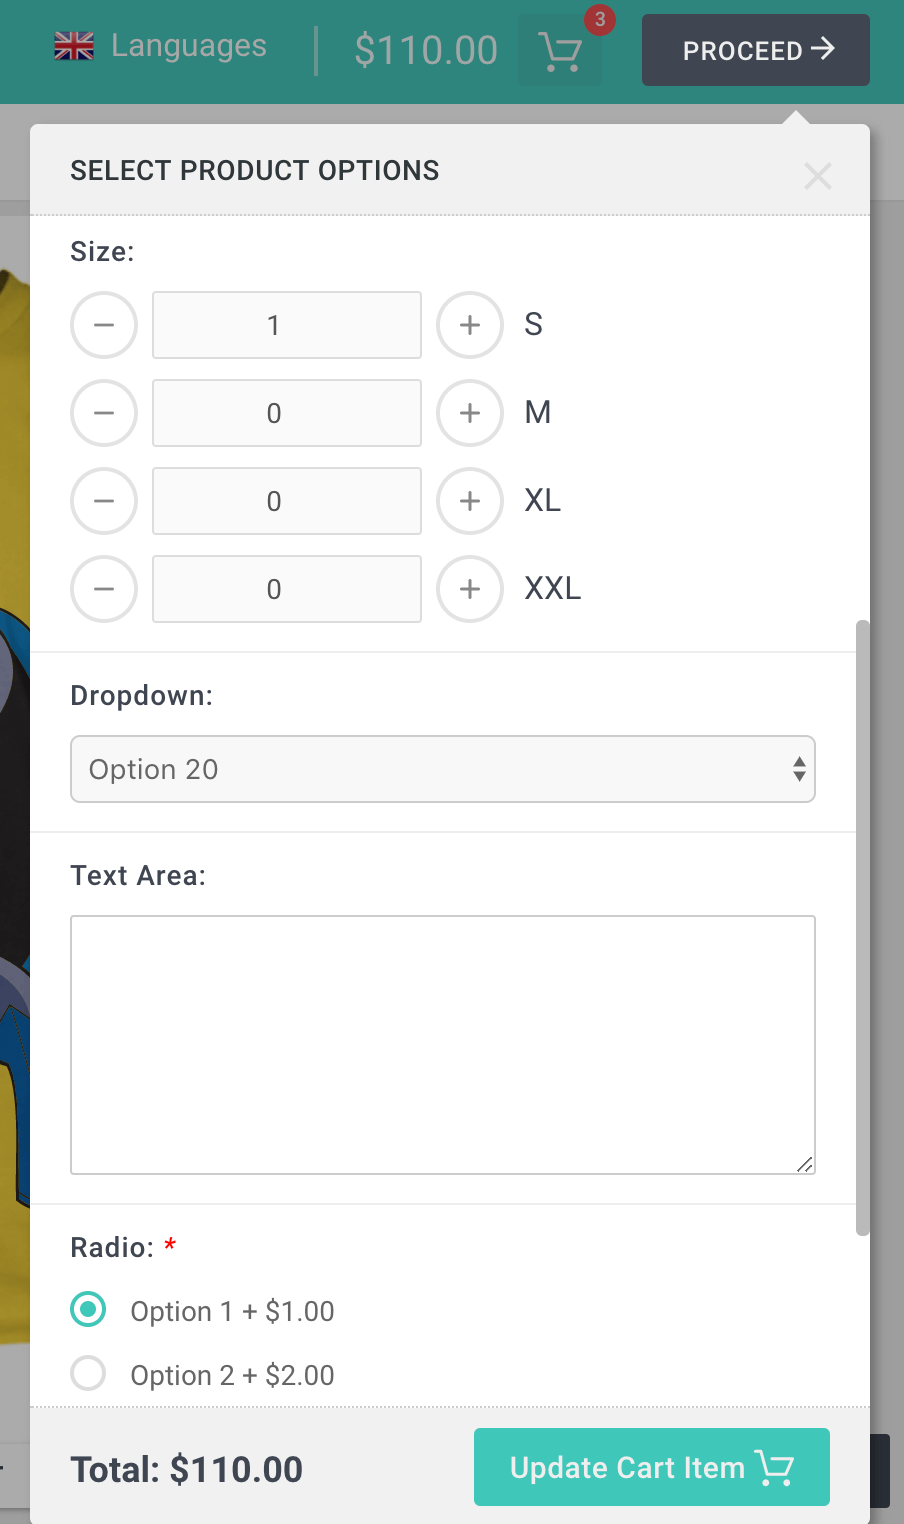 Languages
$110.00
3
PROCEED
SELECT PRODUCT OPTIONS
Size:
1
S
0
M
0
XL
0
XXL
Dropdown:
Option 20
Text Area:
Radio: *
Option 1 + $1.00
Option 2 + $2.00
Total: $110.00
Update Cart Item